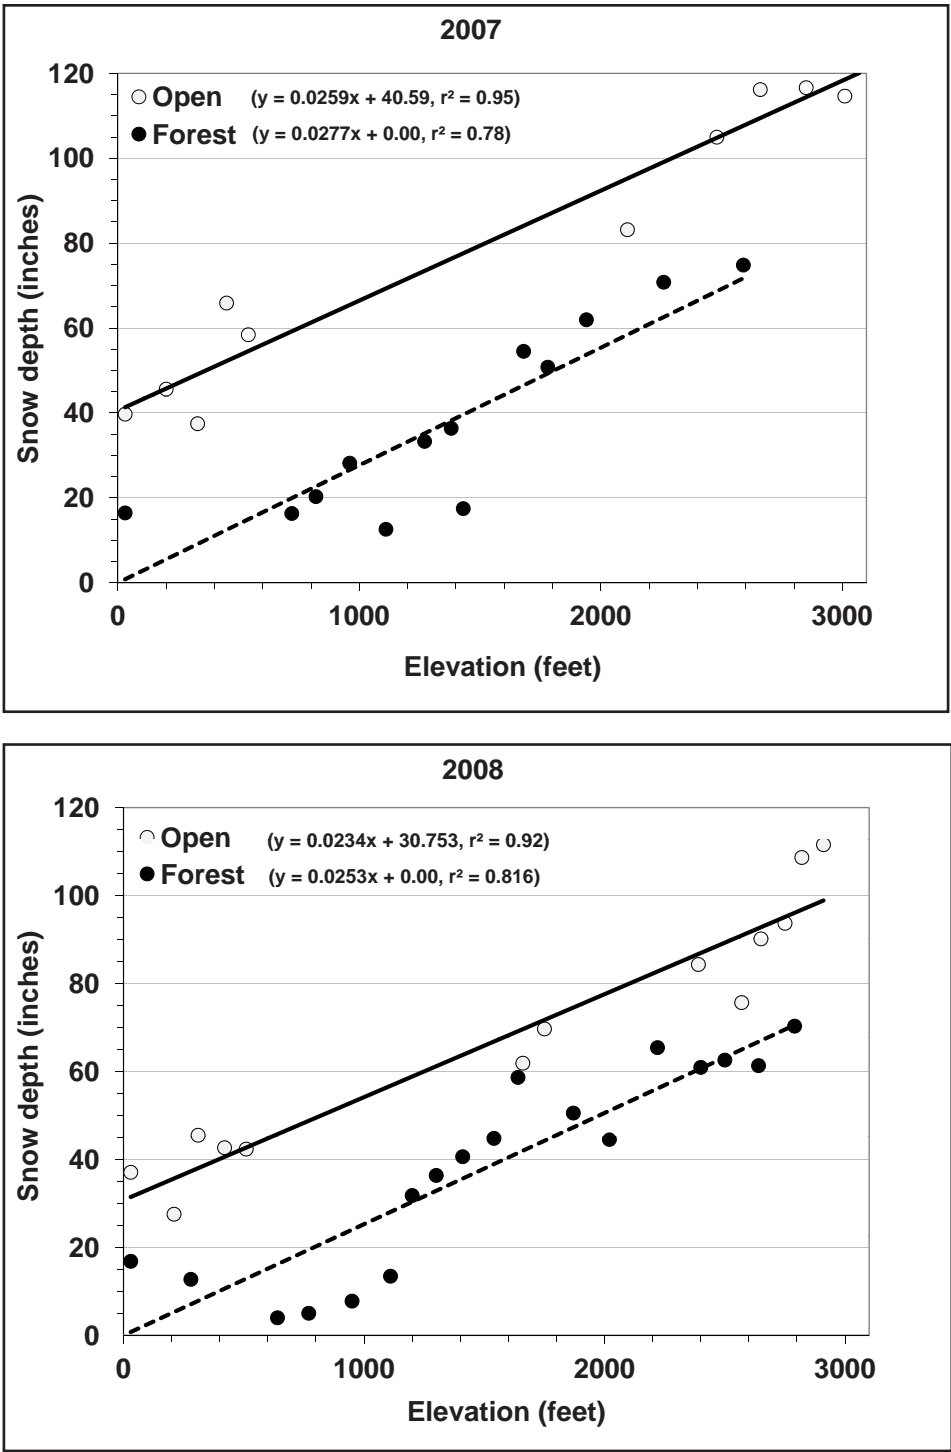 2007
120
100
80
60
40
20
0
Snow depth (inches)
Open (y = 0.0259x + 40.59, r² = 0.95)
Forest (y = 0.0277x + 0.00, r² = 0.78)
0 1000 2000 3000
Elevation (feet)
2008
120
100
80
60
40
20
0
Snow depth (inches)
Open (y = 0.0234x + 30.753, r² = 0.92)
Forest (y = 0.0253x + 0.00, r² = 0.816)
0 1000 2000 3000
Elevation (feet)